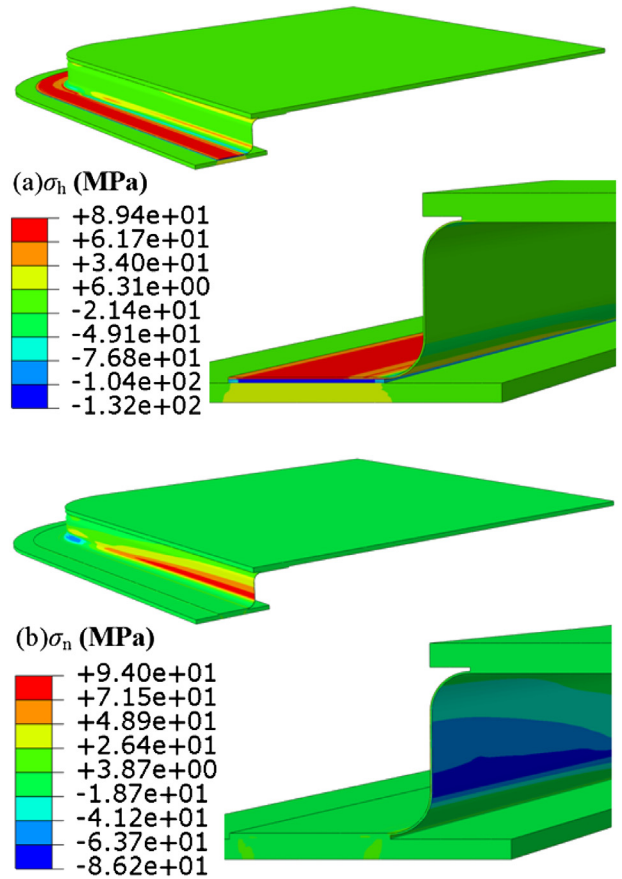 (a)σh (MPa)
+8.94e+01
+6.17e+01
+3.40e+01
+6.31e+00
-2.14e+01
-4.91e+01
-7.68e+01
-1.04e+02
-1.32e+02
(b)σn (MPa)
+9.40e+01
+7.15e+01
+4.89e+01
+2.64e+01
+3.87e+00
-1.87e+01
-4.12e+01
-6.37e+01
-8.62e+01